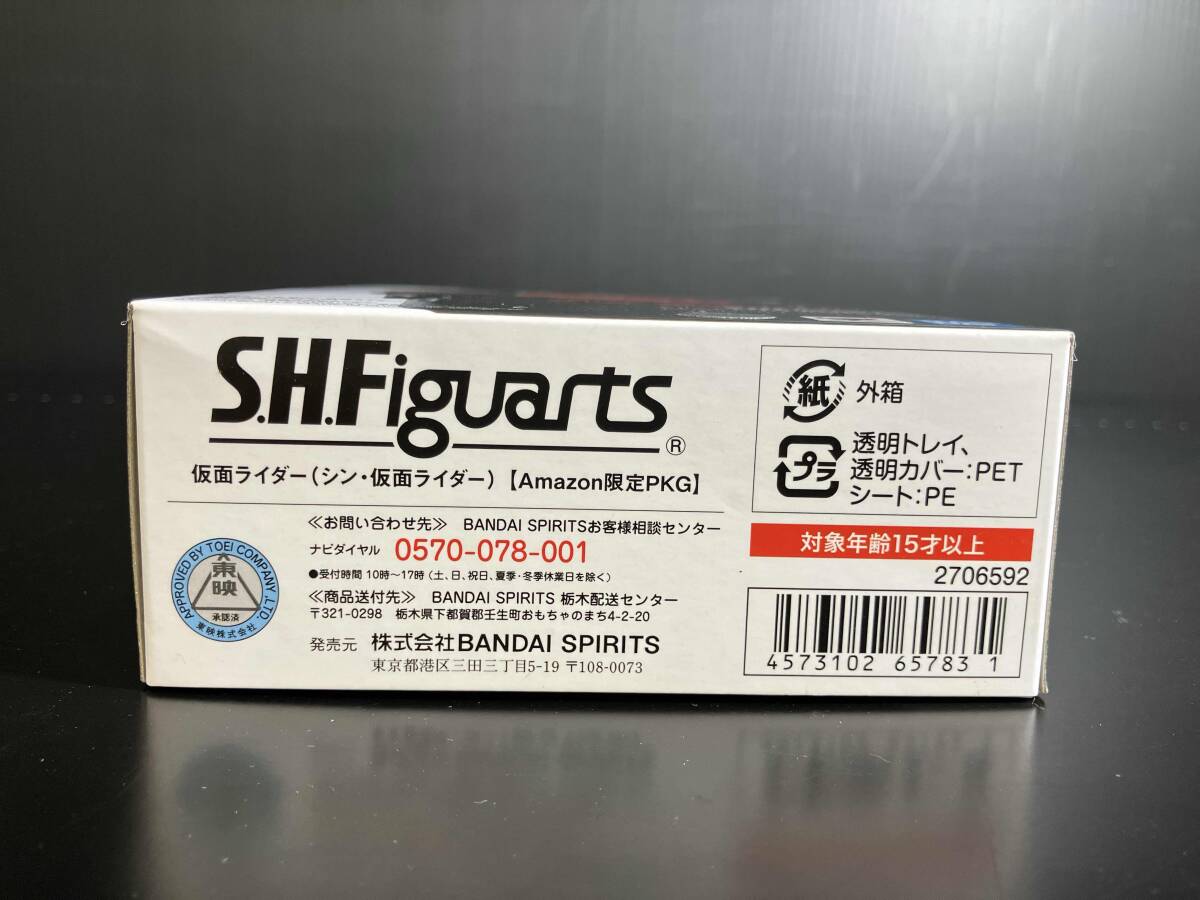 S.H.Figuarts®
仮面ライダー(シン・仮面ライダー)【Amazon限定PKG】
≪お問い合わせ先≫ BANDAI SPIRITSお客様相談センター
ナビダイヤル 0570-078-001
●受付時間 10時〜17時(土、日、祝日、夏季・冬季休業日を除く)
≪商品送付先≫ BANDAI SPIRITS 栃木配送センター
〒321-0298 栃木県下都賀郡壬生町おもちゃのまち4-2-20
発売元 株式会社BANDAI SPIRITS
東京都港区三田三丁目5-19 〒108-0073
APPROVED BY TOEI COMPANY, LTD.
東映
承認済
東映株式会社
紙 外箱
プラ 透明トレイ、
透明カバー:PET
シート:PE
対象年齢15才以上
2706592
4573102 65783 1